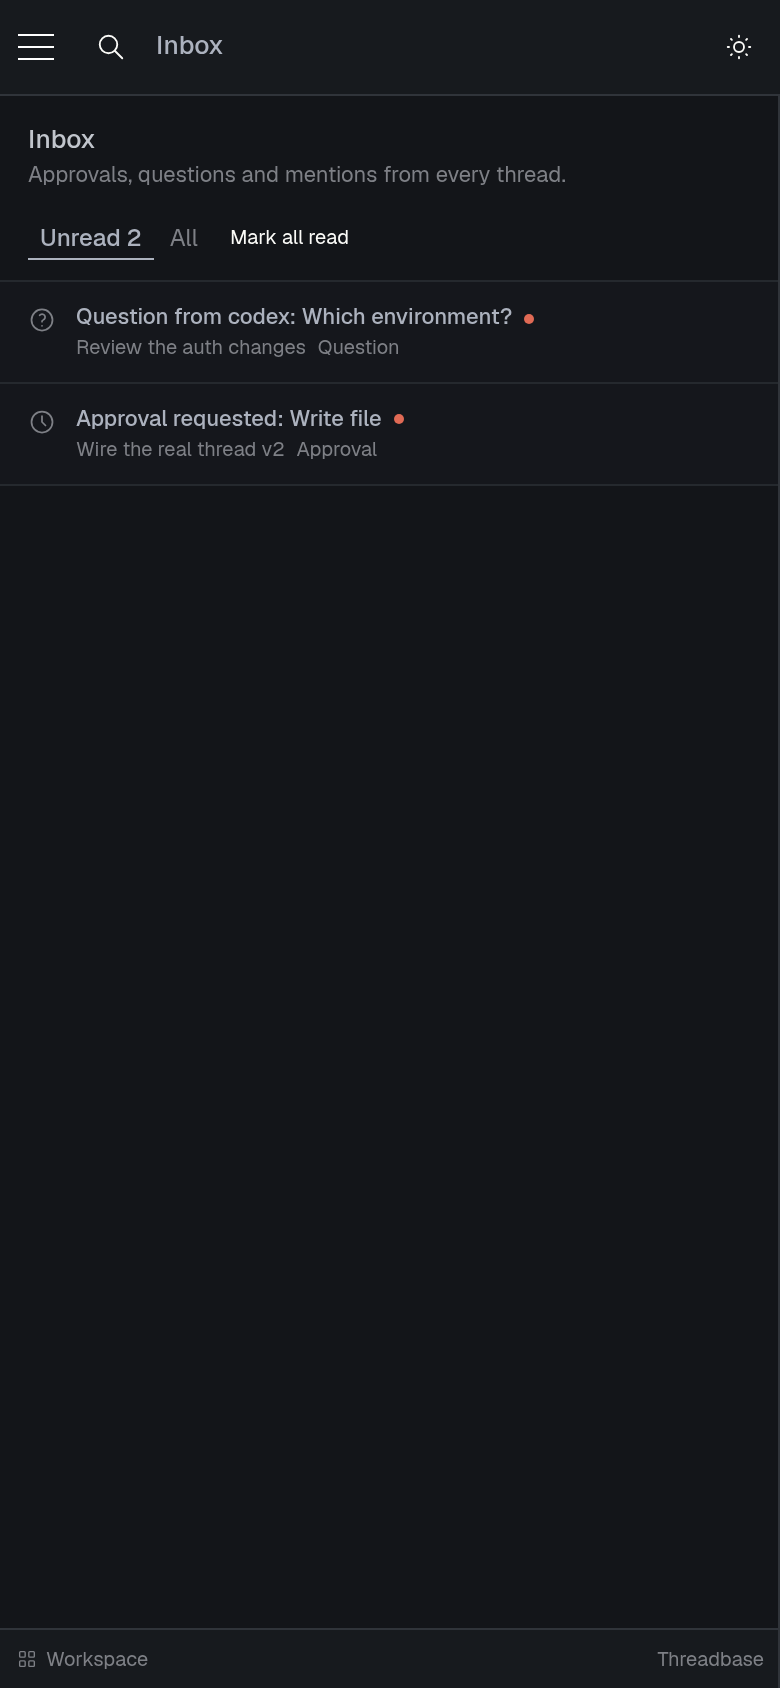 Inbox
Inbox
Approvals, questions and mentions from every thread.
Unread 2 All Mark all read
Question from codex: Which environment?
Review the auth changes Question
Approval requested: Write file
Wire the real thread v2 Approval
Workspace Threadbase